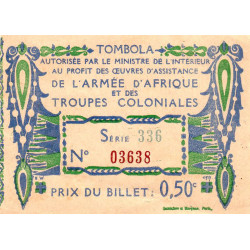 TOMBOLA
AUTORISÉE PAR LE MINISTRE DE L'INTÉRIEUR
AU PROFIT DES ŒUVRES D'ASSISTANCE
DE L'ARMÉE D'AFRIQUE
ET DES
TROUPES COLONIALES
SÉRIE 336
Nº 03638
PRIX DU BILLET: 0,50c